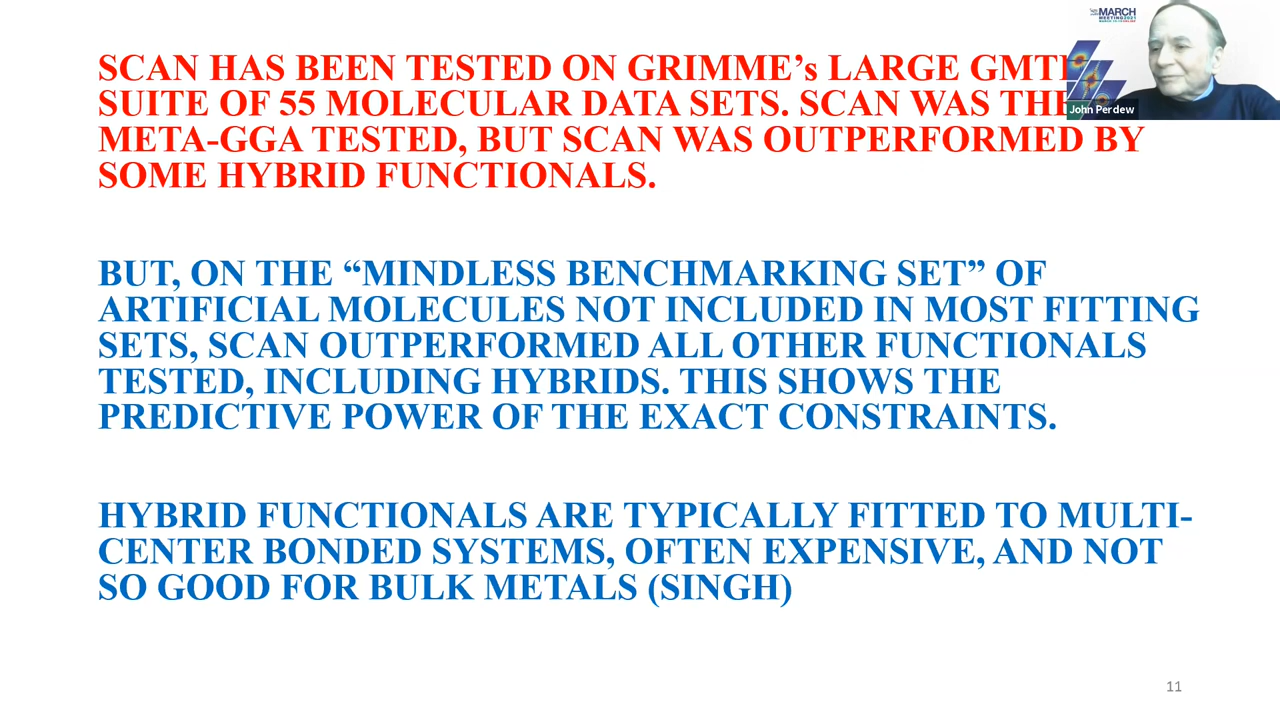 SCAN HAS BEEN TESTED ON GRIMME's LARGE
SUITE OF 55 MOLECULAR DATA SETS. SCAN WAS THE
META-GGA TESTED, BUT SCAN WAS OUTPERFORMED BY
SOME HYBRID FUNCTIONALS.
BUT, ON THE “MINDLESS BENCHMARKING SET” OF
ARTIFICIAL MOLECULES NOT INCLUDED IN MOST FITTING
SETS, SCAN OUTPERFORMED ALL OTHER FUNCTIONALS
TESTED, INCLUDING HYBRIDS. THIS SHOWS THE
PREDICTIVE POWER OF THE EXACT CONSTRAINTS.
HYBRID FUNCTIONALS ARE TYPICALLY FITTED TO MULTI-
CENTER BONDED SYSTEMS, OFTEN EXPENSIVE, AND NOT
SO GOOD FOR BULK METALS (SINGH)
11
MARCH
MEETING2021
John Perdew